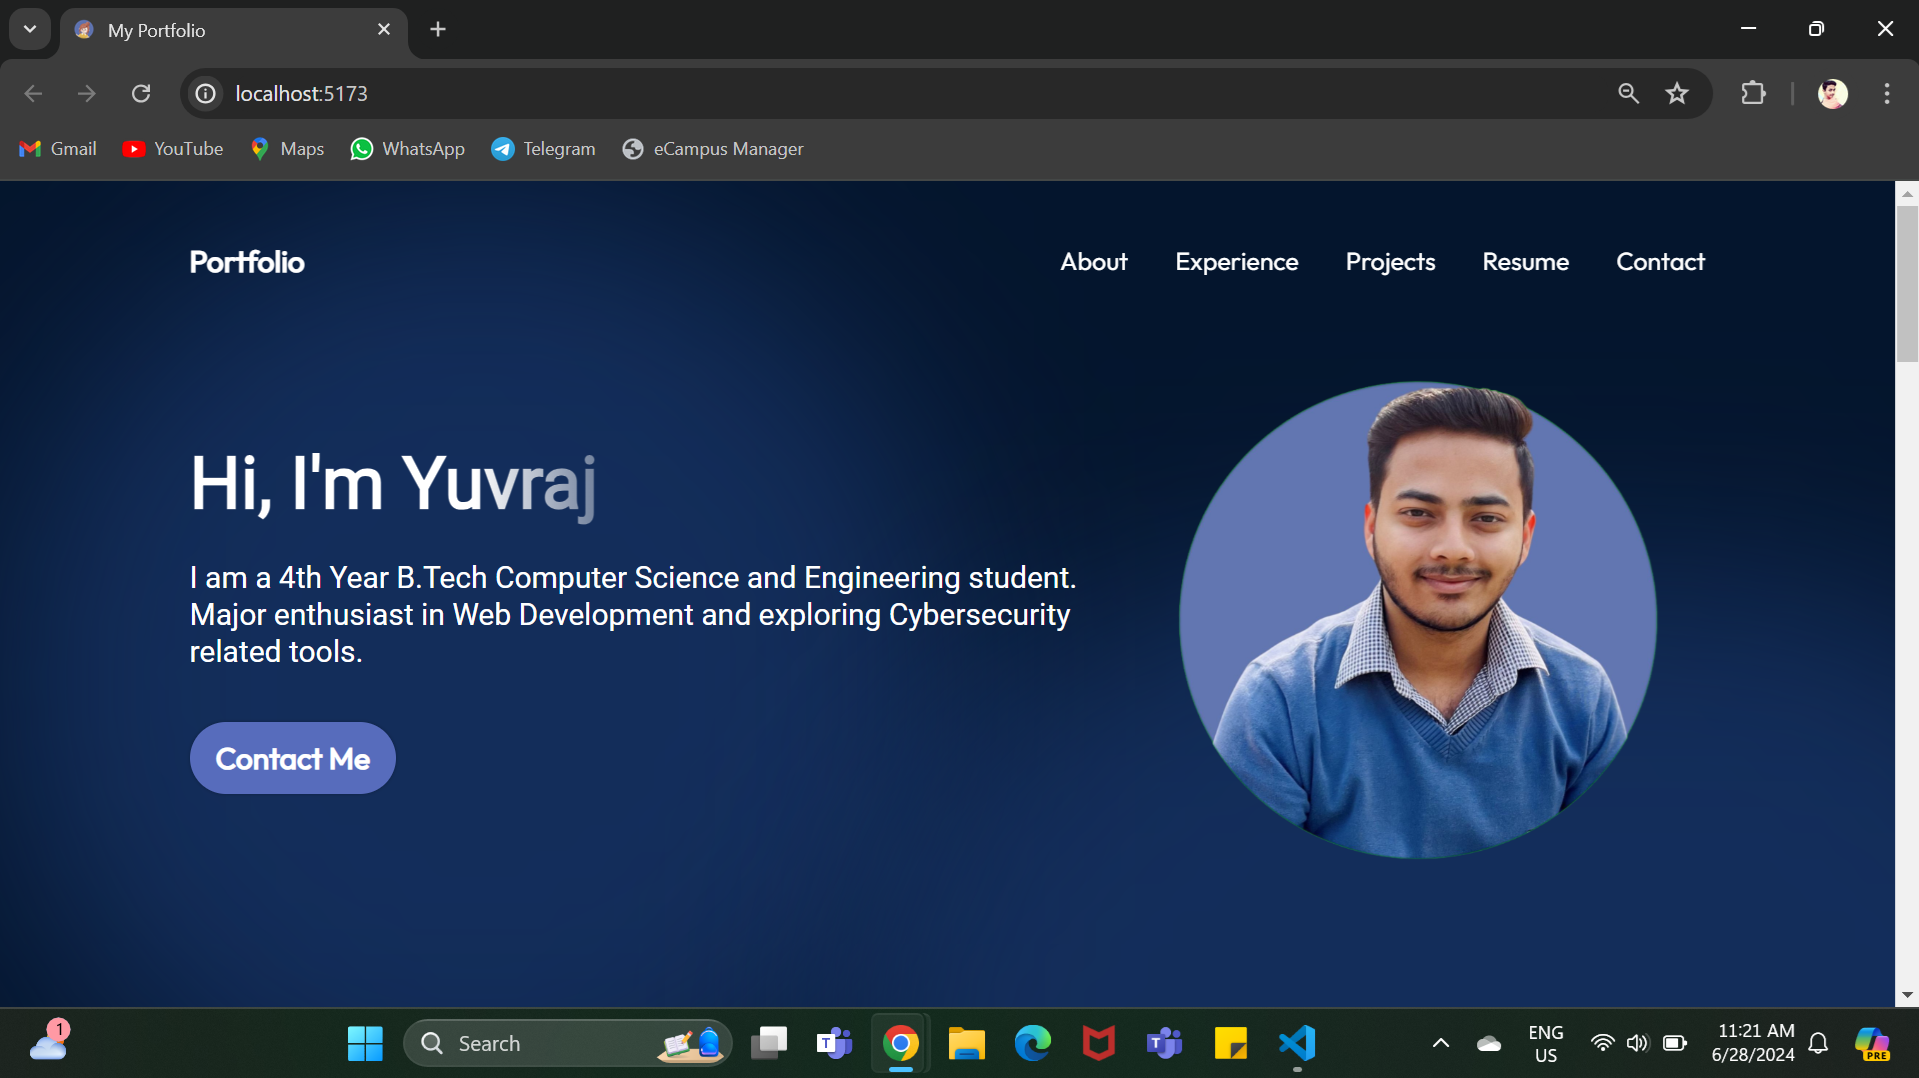 My Portfolio
localhost:5173
Gmail YouTube Maps WhatsApp Telegram eCampus Manager
Portfolio About Experience Projects Resume Contact
Hi, I'm Yuvraj
I am a 4th Year B.Tech Computer Science and Engineering student.
Major enthusiast in Web Development and exploring Cybersecurity
related tools.
Contact Me
1
Search
T
T
ENG
US
11:21 AM
6/28/2024
PRE